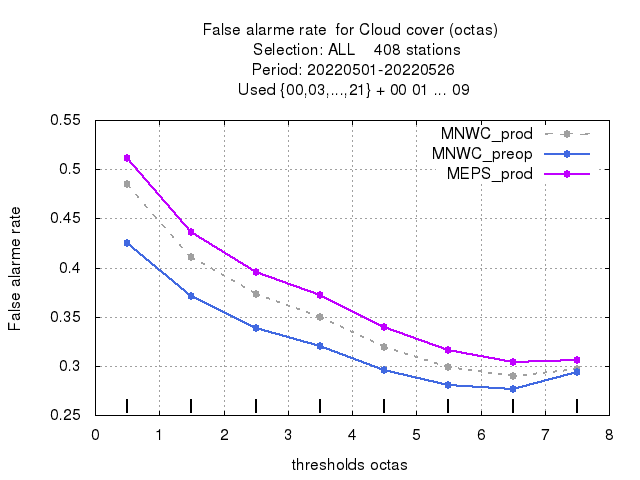 False alarme rate  for Cloud cover (octas)
Selection: ALL    408 stations
Period: 20220501-20220526
Used {00,03,...,21} + 00 01 ... 09
MNWC_prod
MNWC_preop
MEPS_prod
False alarme rate
0.55
0.5
0.45
0.4
0.35
0.3
0.25
0 1 2 3 4 5 6 7 8
thresholds octas